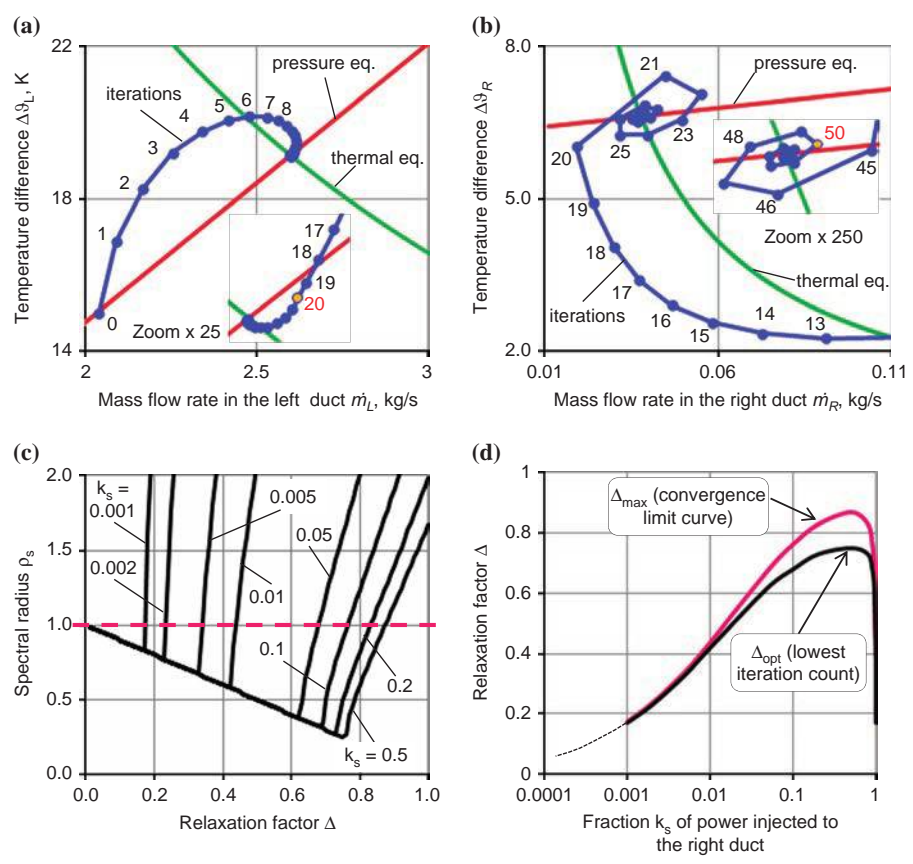 (a)
22
18
14
2
2.5
3
Temperature difference Δϑ_L, K
Mass flow rate in the left duct ṁ_L, kg/s
pressure eq.
iterations
thermal eq.
0
1
2
3
4
5
6
7
8
17
18
19
20
Zoom x 25
(b)
8.0
5.0
2.0
0.01
0.06
0.11
Temperature difference Δϑ_R
Mass flow rate in the right duct ṁ_R, kg/s
21
pressure eq.
23
25
20
19
18
17
16
15
14
13
48
50
45
46
Zoom x 250
thermal eq.
iterations
(c)
2.0
1.5
1.0
0.5
0.0
0.0
0.2
0.4
0.6
0.8
1.0
Spectral radius ρ_s
Relaxation factor Δ
k_s =
0.001
0.002
0.005
0.01
0.05
0.1
0.2
k_s = 0.5
(d)
1
0.8
0.6
0.4
0.2
0
0.0001
0.001
0.01
0.1
1
Relaxation factor Δ
Δ_max (convergence
limit curve)
Δ_opt (lowest
iteration count)
Fraction k_s of power injected to
the right duct